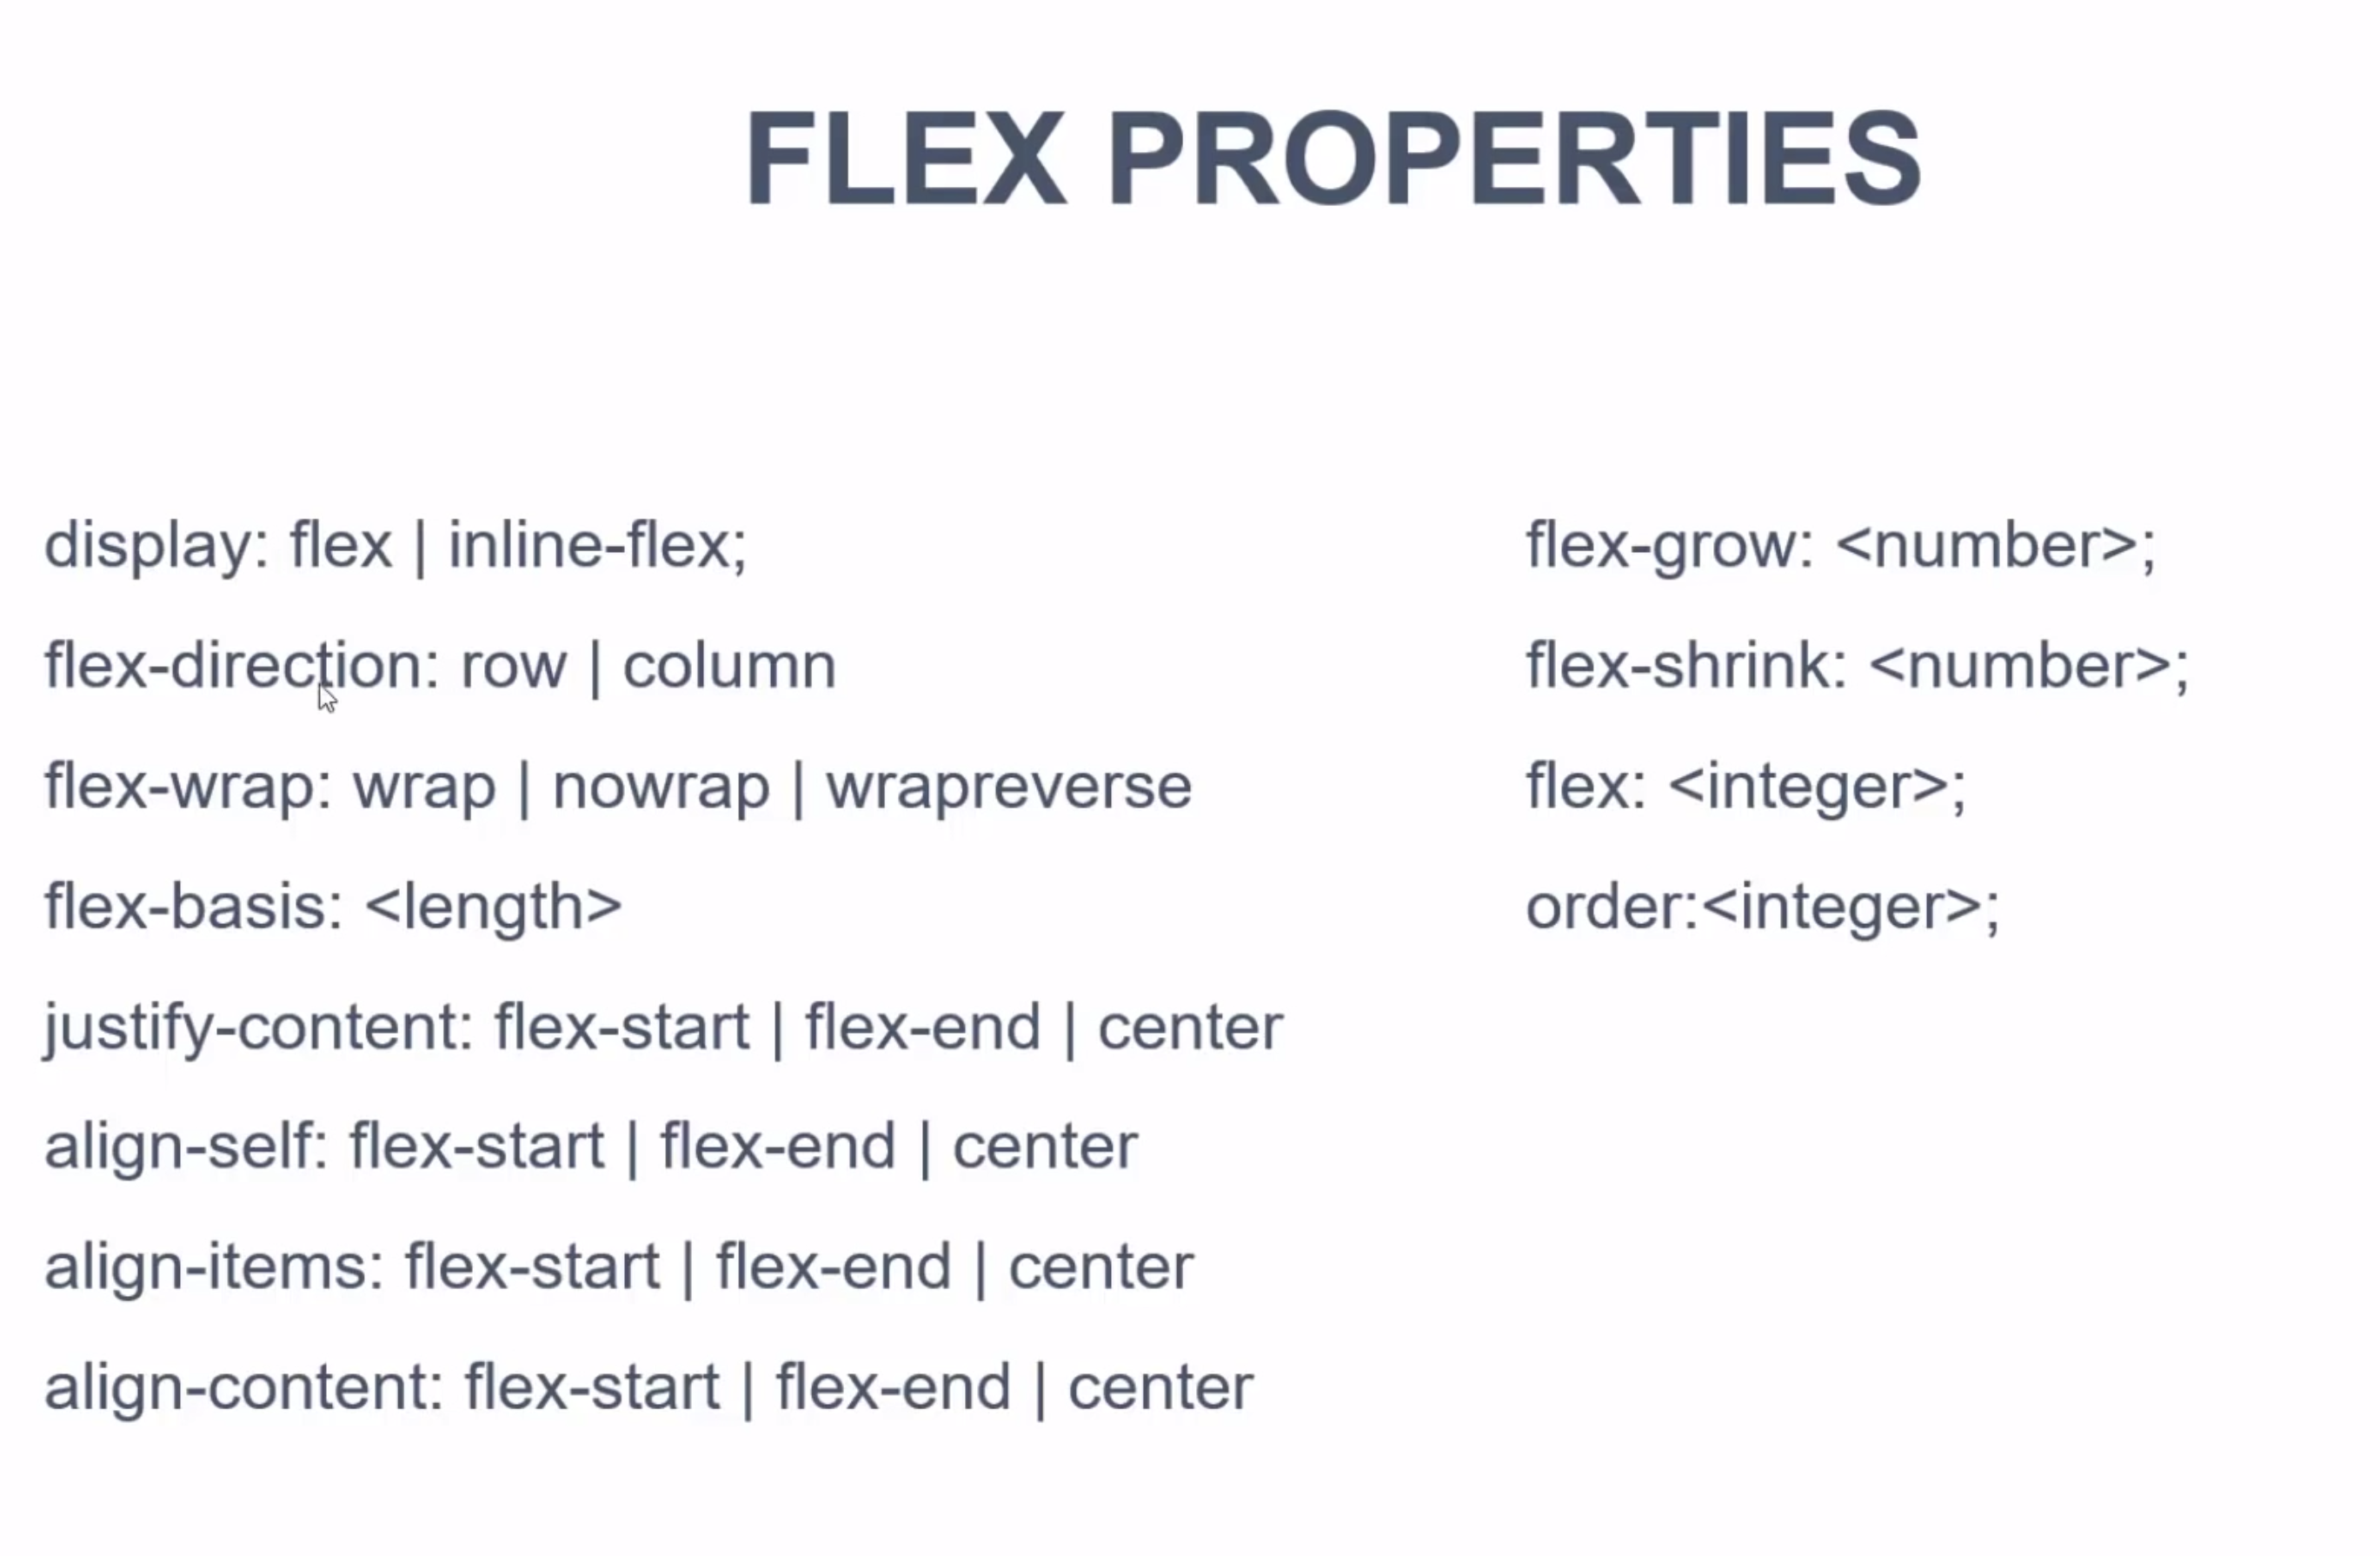 FLEX PROPERTIES
display: flex | inline-flex;
flex-direction: row | column
flex-wrap: wrap | nowrap | wrapreverse
flex-basis: <length>
justify-content: flex-start | flex-end | center
align-self: flex-start | flex-end | center
align-items: flex-start | flex-end | center
align-content: flex-start | flex-end | center
flex-grow: <number>;
flex-shrink: <number>;
flex: <integer>;
order:<integer>;